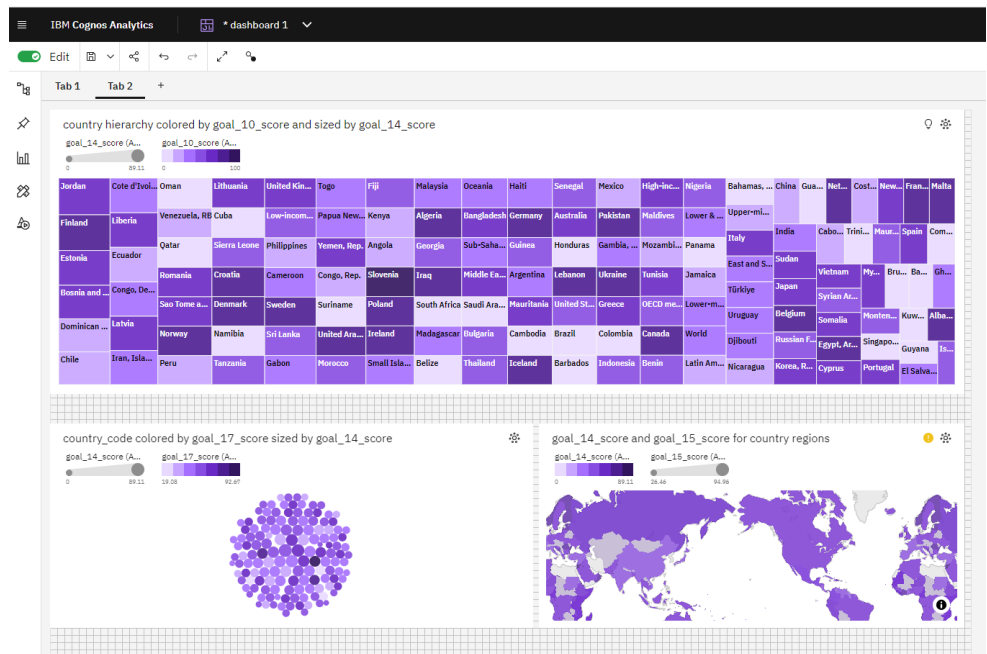 IBM Cognos Analytics
* dashboard 1
Edit
Tab 1
Tab 2
+
country hierarchy colored by goal_10_score and sized by goal_14_score
goal_14_score (A... goal_10_score (A...
0 89.11 0 100
Jordan Cote d'Ivoi... Oman Lithuania United Kin... Togo Fiji Malaysia Oceania Haiti Senegal Mexico High-inc... Nigeria Bahamas, ... China Gua... Net... Cost... New... Fran... Malta
Finland Liberia Venezuela, RB Cuba Low-incom... Papua New... Kenya Algeria Bangladesh Germany Australia Pakistan Maldives Lower & ... Upper-mi...
Estonia Ecuador Qatar Sierra Leone Philippines Yemen, Rep. Angola Georgia Sub-Saha... Guinea Honduras Gambia, ... Mozambi... Panama Italy India Cabo... Trini... Maur... Spain Com...
Bosnia and ... Congo, De... Romania Croatia Cameroon Congo, Rep. Slovenia Iraq Middle Ea... Argentina Lebanon Ukraine Tunisia Jamaica East and S... Sudan Vietnam My... Bru... Ba... Gh...
Sao Tome a... Denmark Sweden Suriname Poland South Africa Saudi Ara... Mauritania United St... Greece OECD me... Lower-m... Türkiye Japan Syrian Ar...
Dominican ... Latvia Norway Namibia Sri Lanka United Ara... Ireland Madagascar Bulgaria Cambodia Brazil Colombia Canada World Uruguay Belgium Somalia Monten... Kuw... Alba...
Chile Iran, Isla... Peru Tanzania Gabon Morocco Small Isla... Belize Thailand Iceland Barbados Indonesia Benin Latin Am... Djibouti Russian F... Egypt, Ar... Singapo... Guyana Is...
Nicaragua Korea, R... Cyprus Portugal El Salva...
country_code colored by goal_17_score sized by goal_14_score
goal_14_score (A... goal_17_score (A...
0 89.11 19.03 92.67
goal_14_score and goal_15_score for country regions
goal_14_score (A... goal_15_score (A...
0 89.11 26.46 94.96